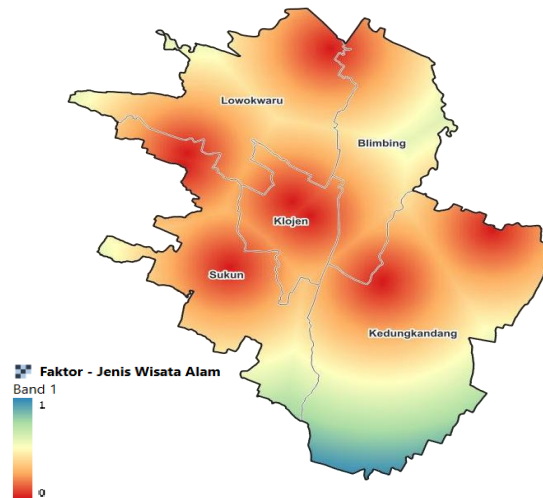 Lowokwaru
Blimbing
Klojen
Sukun
Kedungkandang
Faktor - Jenis Wisata Alam
Band 1
1
0